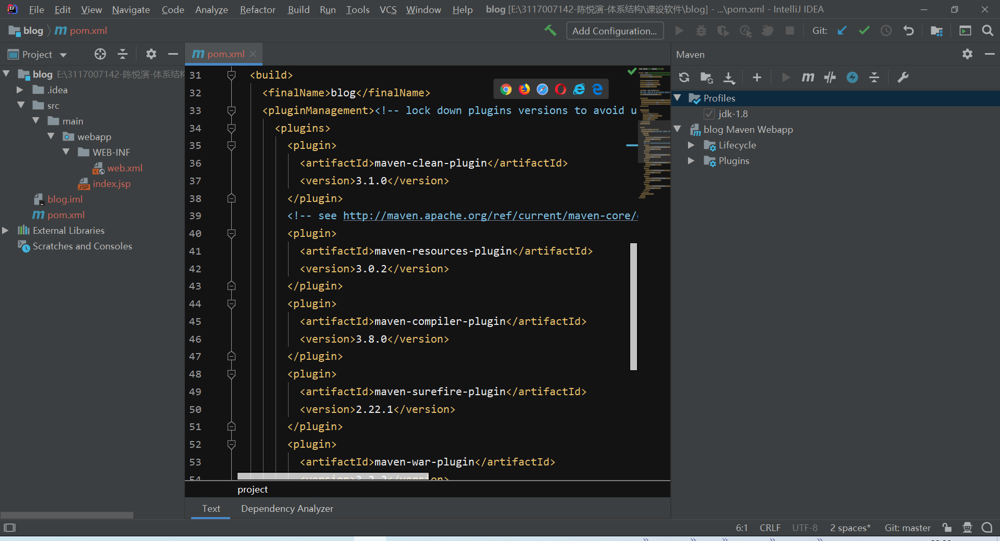 File Edit View Navigate Code Analyze Refactor Build Run Tools VCS Window Help blog [E:\3117007142-陈悦演-体系结构\课设软件\blog] - ...\pom.xml - IntelliJ IDEA
blog m pom.xml Add Configuration... Git:
Project
m pom.xml
Maven
blog E:\3117007142-陈悦演-体系结构
.idea
src
main
webapp
WEB-INF
web.xml
JSP index.jsp
blog.iml
m pom.xml
External Libraries
Scratches and Consoles
31 <build>
32 <finalName>blog</finalName>
33 <pluginManagement><!-- lock down plugins versions to avoid u
34 <plugins>
35 <plugin>
36 <artifactId>maven-clean-plugin</artifactId>
37 <version>3.1.0</version>
38 </plugin>
39 <!-- see http://maven.apache.org/ref/current/maven-core/
40 <plugin>
41 <artifactId>maven-resources-plugin</artifactId>
42 <version>3.0.2</version>
43 </plugin>
44 <plugin>
45 <artifactId>maven-compiler-plugin</artifactId>
46 <version>3.8.0</version>
47 </plugin>
48 <plugin>
49 <artifactId>maven-surefire-plugin</artifactId>
50 <version>2.22.1</version>
51 </plugin>
52 <plugin>
53 <artifactId>maven-war-plugin</artifactId>
54 <version>3.2.2</version>
project
Text Dependency Analyzer
Profiles
jdk-1.8
blog Maven Webapp
Lifecycle
Plugins
6:1 CRLF UTF-8 2 spaces* Git: master